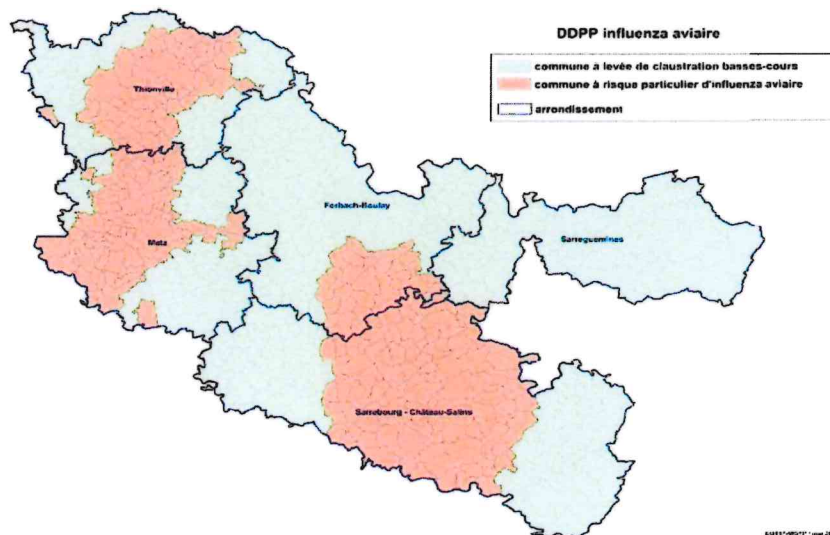 DDPP influenza aviaire
commune à levée de claustration basses-cours
commune à risque particulier d'influenza aviaire
arrondissement
Thionville
Forbach-Boulay
Metz
Sarreguemines
Sarrebourg - Château-Salins